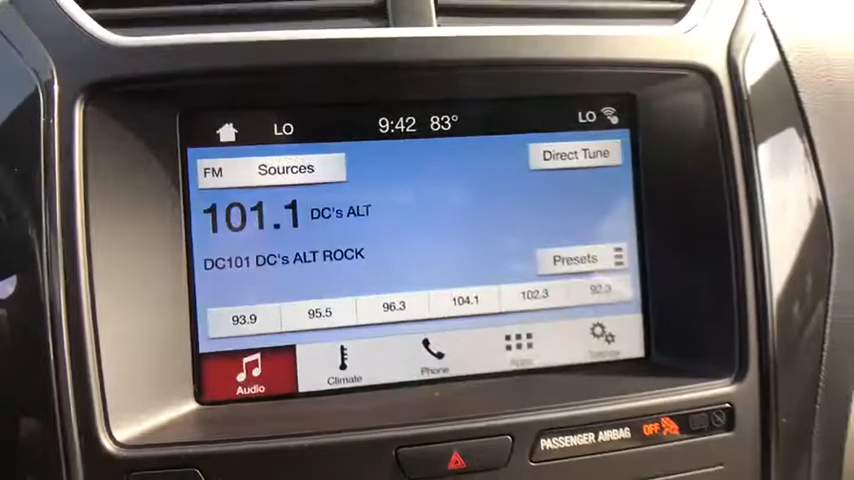 LO 9:42 83° LO
FM Sources Direct Tune
101.1 DC's ALT
DC101 DC's ALT ROCK
Presets
93.9 95.5 96.3 104.1 102.3 92.3
Audio Climate Phone Apps Settings
PASSENGER AIRBAG OFF